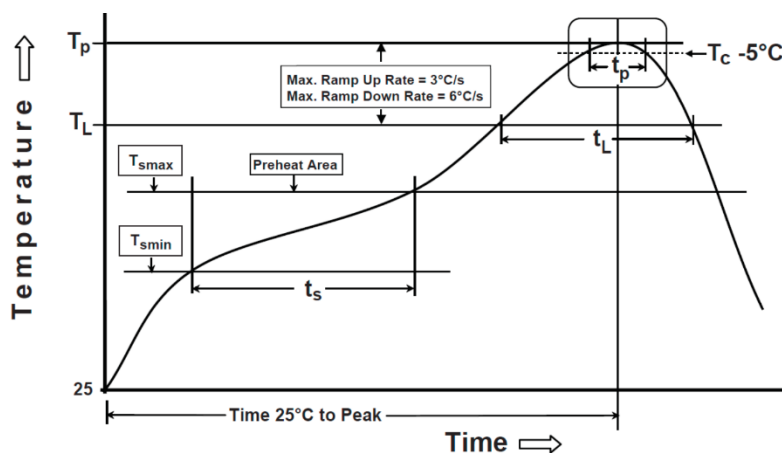 Tp
Tc -5°C
tp
Max. Ramp Up Rate = 3°C/s
Max. Ramp Down Rate = 6°C/s
TL
tL
Tsmax
Preheat Area
Tsmin
ts
Temperature
25
Time 25°C to Peak
Time